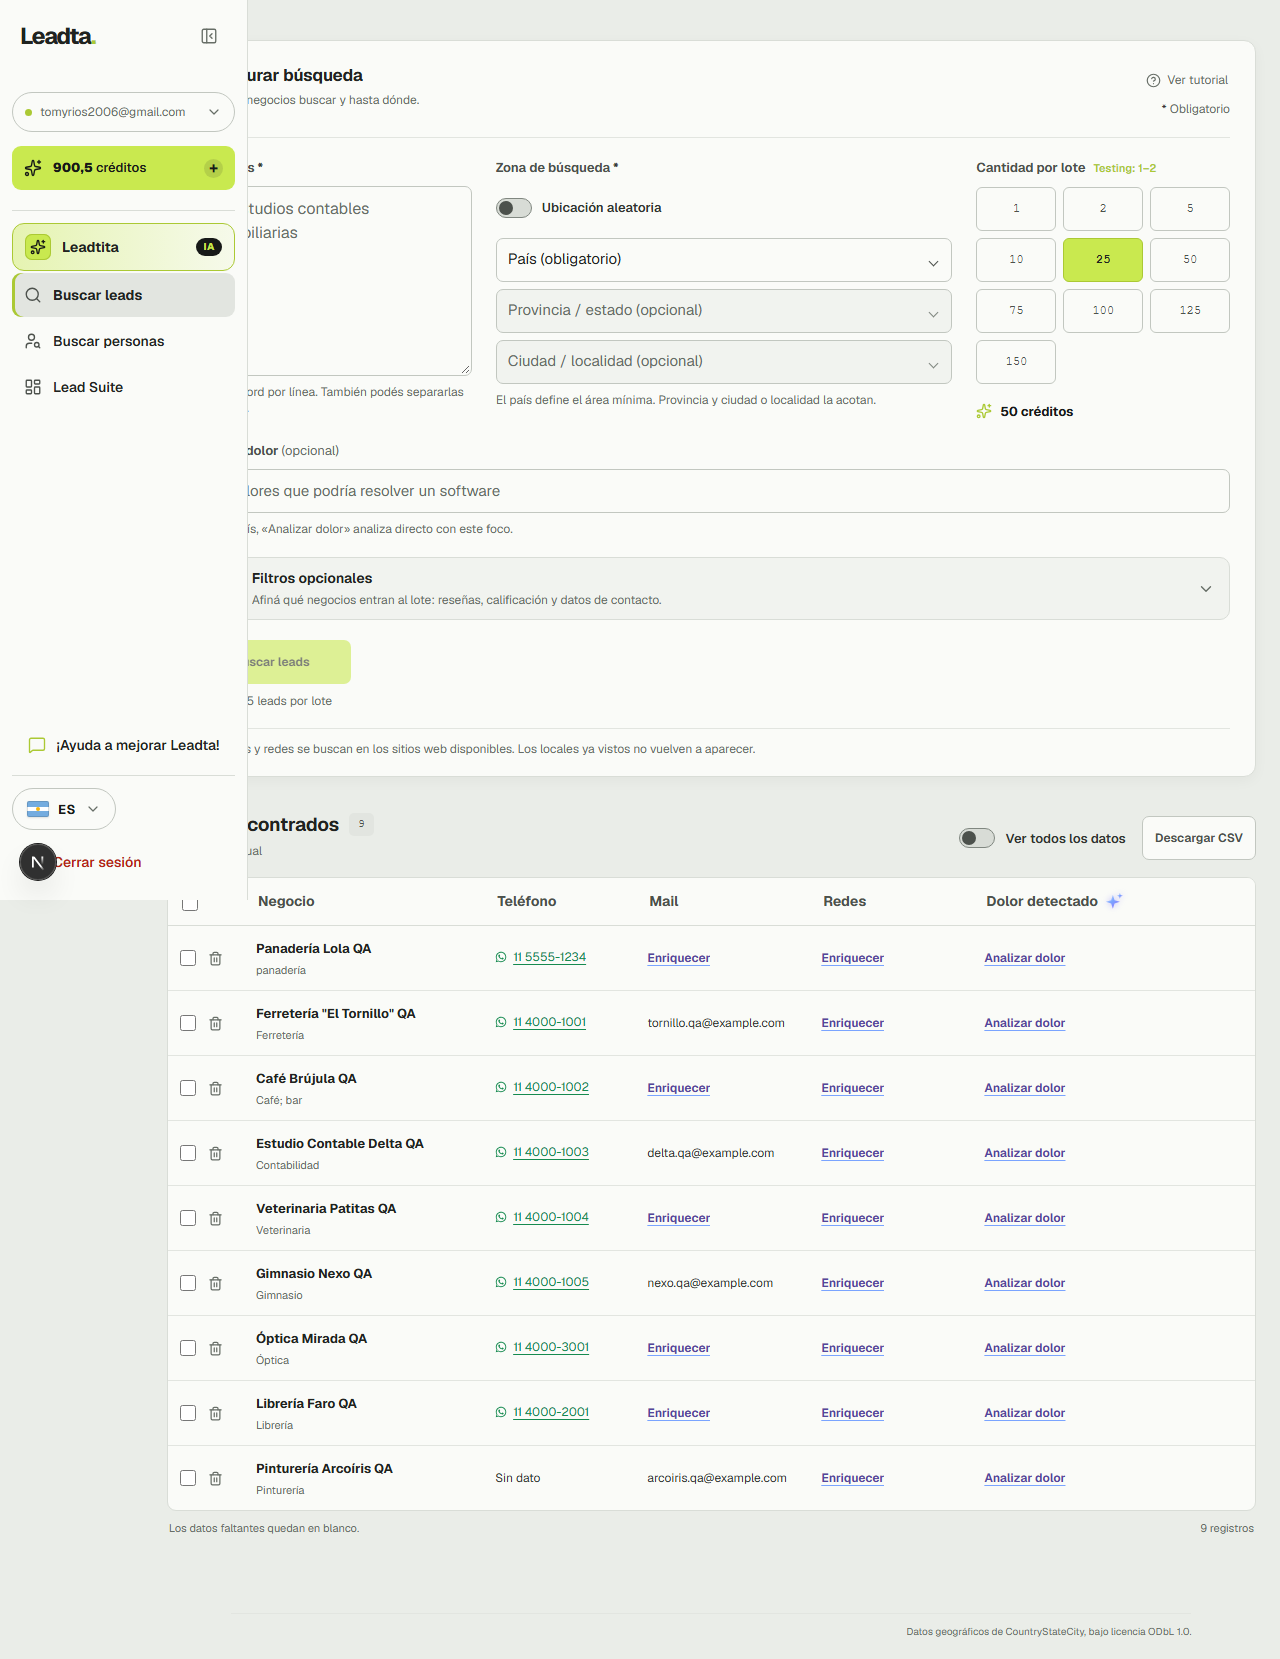 Leadta.
tomyrios2006@gmail.com
900,5 créditos
Leadtita IA
Buscar leads
Buscar personas
Lead Suite
¡Ayuda a mejorar Leadta!
ES
N
Cerrar sesión
urar búsqueda
negocios buscar y hasta dónde.
Ver tutorial
* Obligatorio
s *
tudios contables
biliarias
ord por línea. También podés separarlas
Zona de búsqueda *
Ubicación aleatoria
País (obligatorio)
Provincia / estado (opcional)
Ciudad / localidad (opcional)
El país define el área mínima. Provincia y ciudad o localidad la acotan.
Cantidad por lote Testing: 1–2
1 2 5
10 25 50
75 100 125
150
50 créditos
dolor (opcional)
lores que podría resolver un software
ís, «Analizar dolor» analiza directo con este foco.
Filtros opcionales
Afiná qué negocios entran al lote: reseñas, calificación y datos de contacto.
scar leads
5 leads por lote
s y redes se buscan en los sitios web disponibles. Los locales ya vistos no vuelven a aparecer.
contrados 9
ual
Ver todos los datos
Descargar CSV
Negocio Teléfono Mail Redes Dolor detectado
Panadería Lola QA
panadería
11 5555-1234 Enriquecer Enriquecer Analizar dolor
Ferretería "El Tornillo" QA
Ferretería
11 4000-1001 tornillo.qa@example.com Enriquecer Analizar dolor
Café Brújula QA
Café; bar
11 4000-1002 Enriquecer Enriquecer Analizar dolor
Estudio Contable Delta QA
Contabilidad
11 4000-1003 delta.qa@example.com Enriquecer Analizar dolor
Veterinaria Patitas QA
Veterinaria
11 4000-1004 Enriquecer Enriquecer Analizar dolor
Gimnasio Nexo QA
Gimnasio
11 4000-1005 nexo.qa@example.com Enriquecer Analizar dolor
Óptica Mirada QA
Óptica
11 4000-3001 Enriquecer Enriquecer Analizar dolor
Librería Faro QA
Librería
11 4000-2001 Enriquecer Enriquecer Analizar dolor
Pinturería Arcoíris QA
Pinturería
Sin dato arcoiris.qa@example.com Enriquecer Analizar dolor
Los datos faltantes quedan en blanco.
9 registros
Datos geográficos de CountryStateCity, bajo licencia ODbL 1.0.